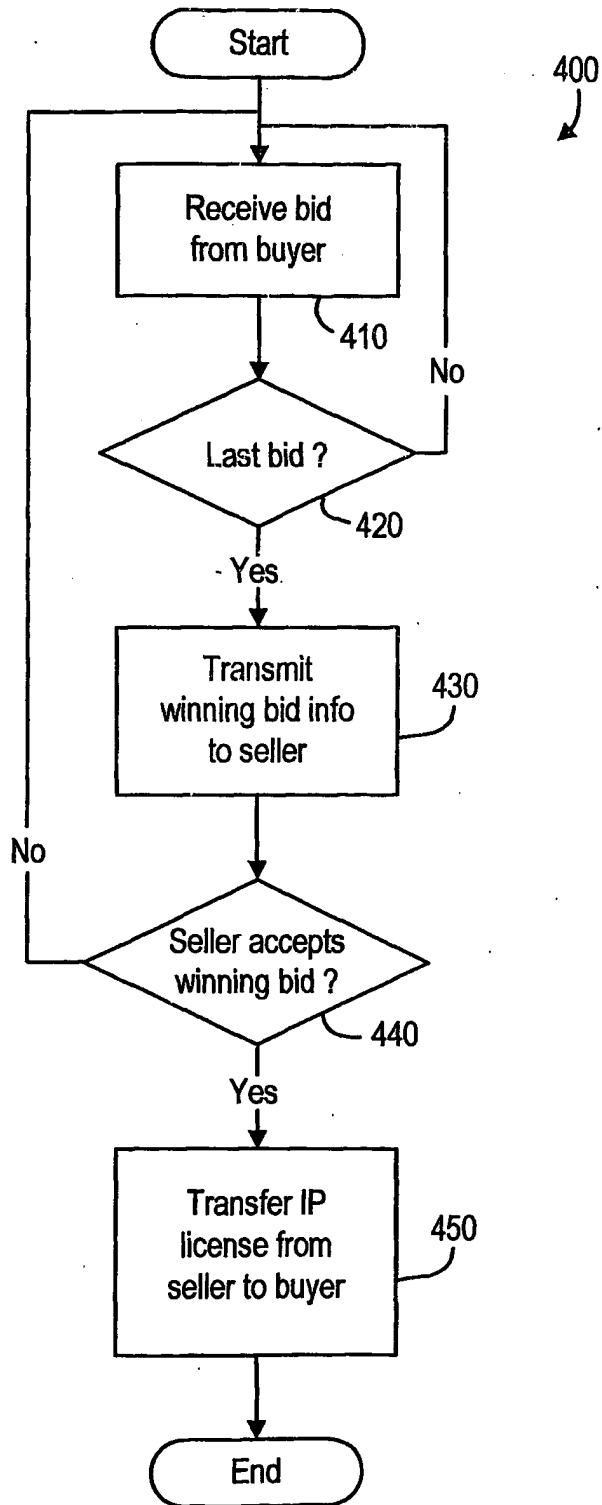 Start
400
Receive bid
from buyer
410
No
Last bid ?
420
Yes
Transmit
winning bid info
to seller
430
No
Seller accepts
winning bid ?
440
Yes
Transfer IP
license from
seller to buyer
450
End